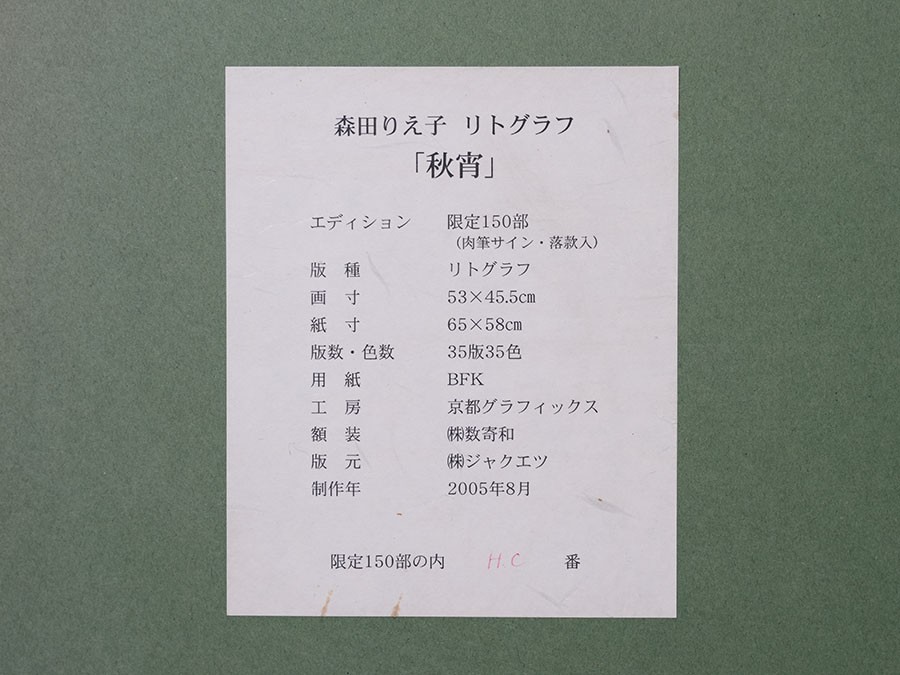 森田りえ子 リトグラフ
「秋宵」
エディション 限定150部
(肉筆サイン・落款入)
版 種 リトグラフ
画 寸 53×45.5㎝
紙 寸 65×58㎝
版数・色数 35版35色
用 紙 BFK
工 房 京都グラフィックス
額 装 ㈱数寄和
版 元 ㈱ジャクエツ
制作年 2005年8月
限定150部の内 HC 番